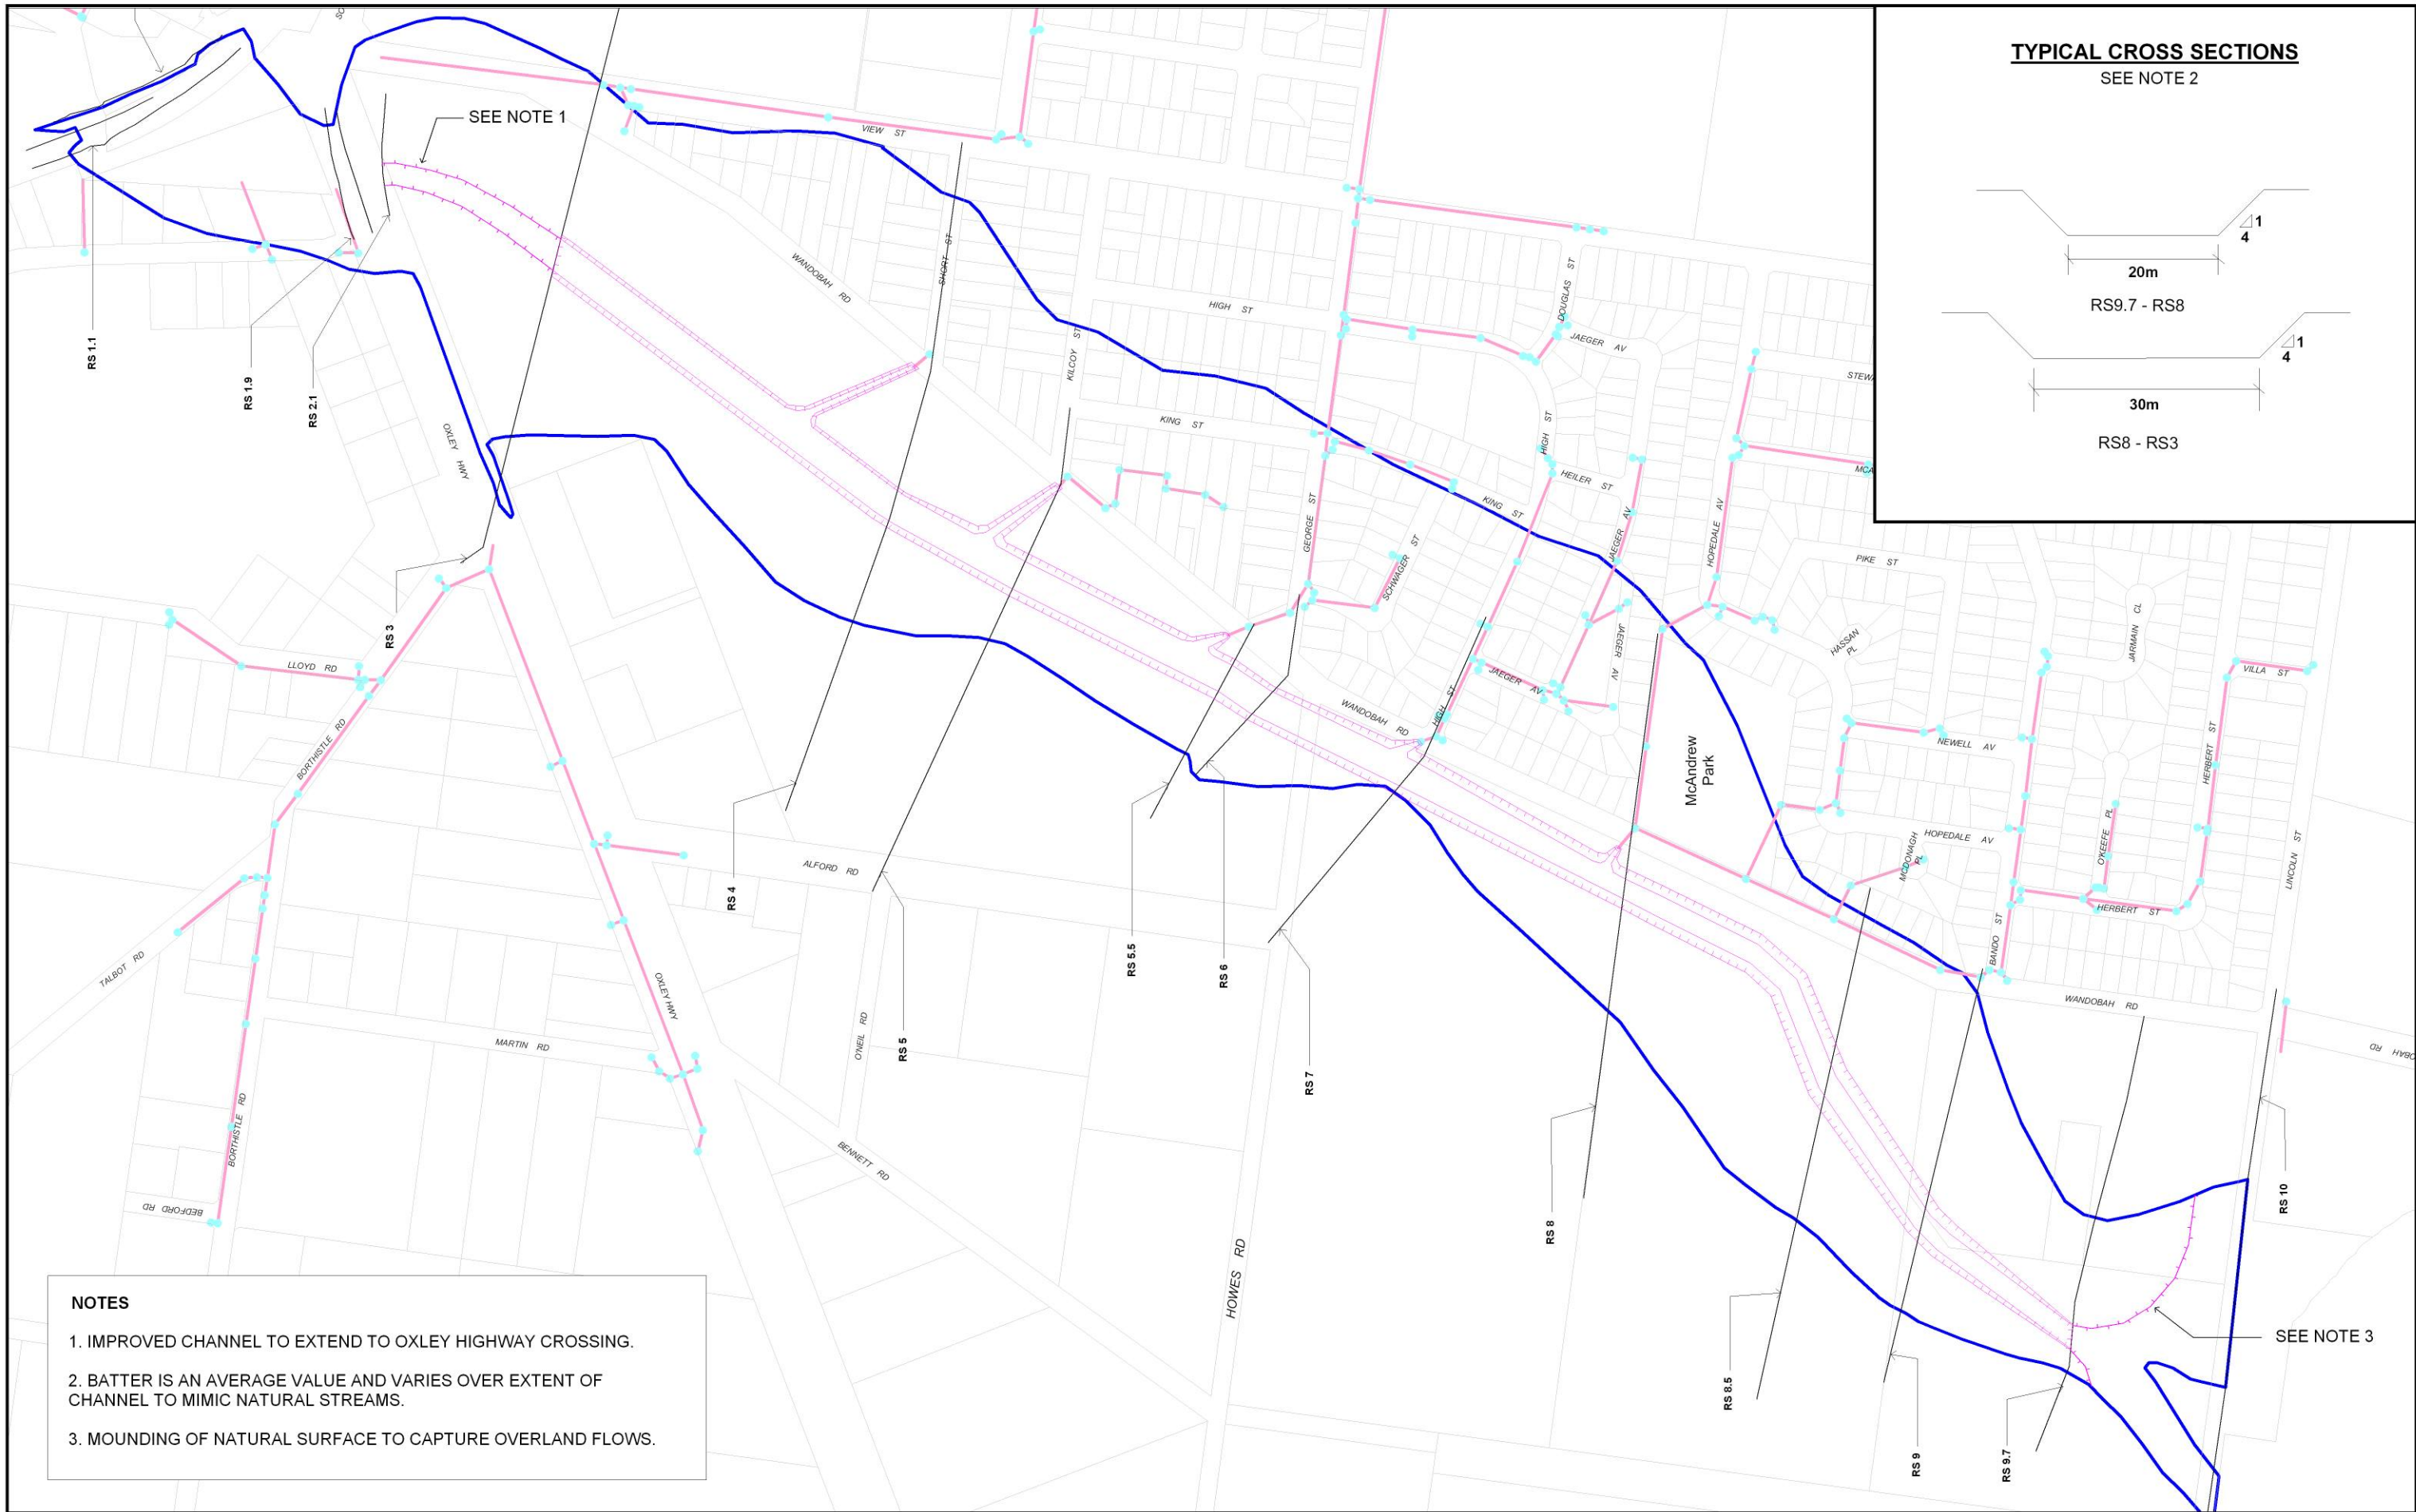 TYPICAL CROSS SECTIONS
SEE NOTE 2
1
4
20m
RS9.7 - RS8
1
4
30m
RS8 - RS3
SEE NOTE 1
VIEW ST
WANDOBAH RD
SHORT ST
KILCOY ST
HIGH ST
DOUGLAS ST
JAEGER AV
RS 1.1
RS 1.9
RS 2.1
OXLEY HWY
KING ST
GEORGE ST
KING ST
HIGH ST
HEILER ST
JAEGER AV
HOPEDALE AV
SCHWAGER ST
PIKE ST
HASSAN PL
JARMAIN CL
VILLA ST
RS 3
LLOYD RD
BORTHISTLE RD
JAEGER AV
JAEGER AV
WANDOBAH RD
HIGH ST
McAndrew
Park
NEWELL AV
HERBERT ST
HOPEDALE AV
MCDONAGH PL
O'KEEFE PL
LINCOLN ST
HERBERT ST
BANDO ST
WANDOBAH RD
OBAH RD
ALFORD RD
RS 4
RS 5
RS 5.5
RS 6
RS 7
TALBOT RD
OXLEY HWY
MARTIN RD
O'NEIL RD
BENNETT RD
BORTHISTLE RD
BEDFORD RD
HOWES RD
RS 8
RS 8.5
RS 9
RS 9.7
RS 10
SEE NOTE 3
NOTES
1. IMPROVED CHANNEL TO EXTEND TO OXLEY HIGHWAY CROSSING.
2. BATTER IS AN AVERAGE VALUE AND VARIES OVER EXTENT OF
CHANNEL TO MIMIC NATURAL STREAMS.
3. MOUNDING OF NATURAL SURFACE TO CAPTURE OVERLAND FLOWS.